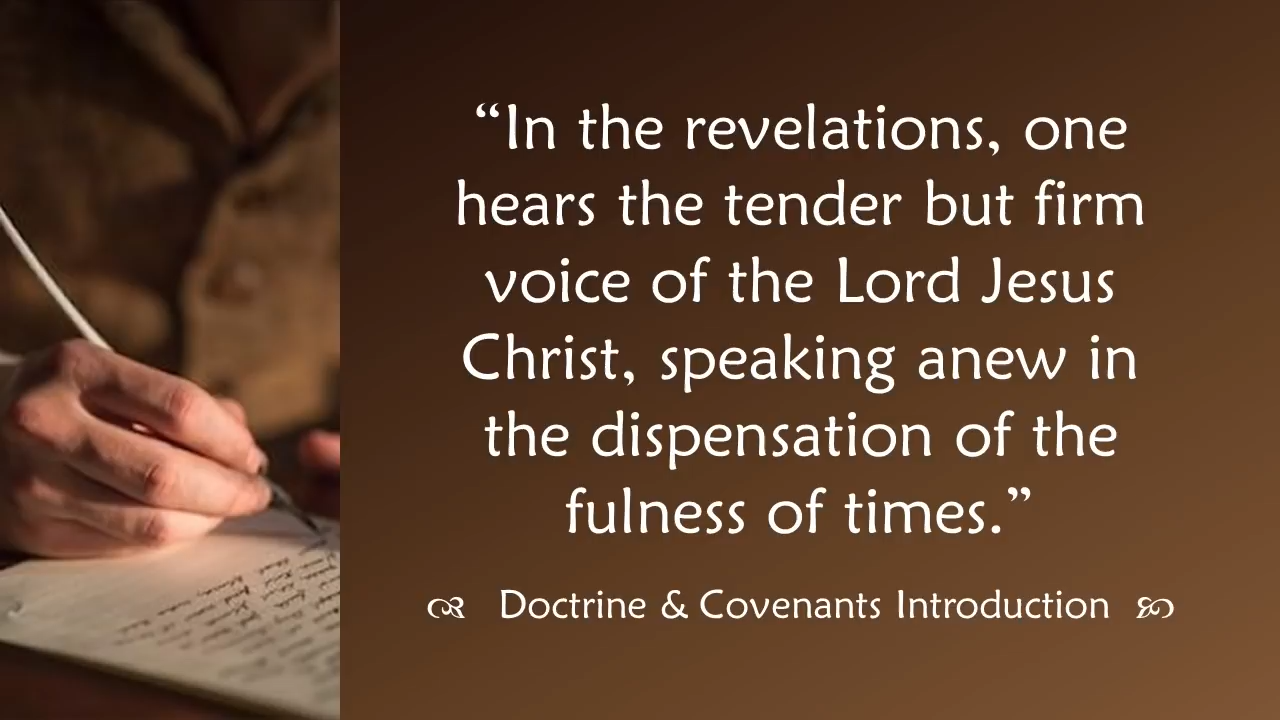 “In the revelations, one
hears the tender but firm
voice of the Lord Jesus
Christ, speaking anew in
the dispensation of the
fulness of times.”
Doctrine & Covenants Introduction